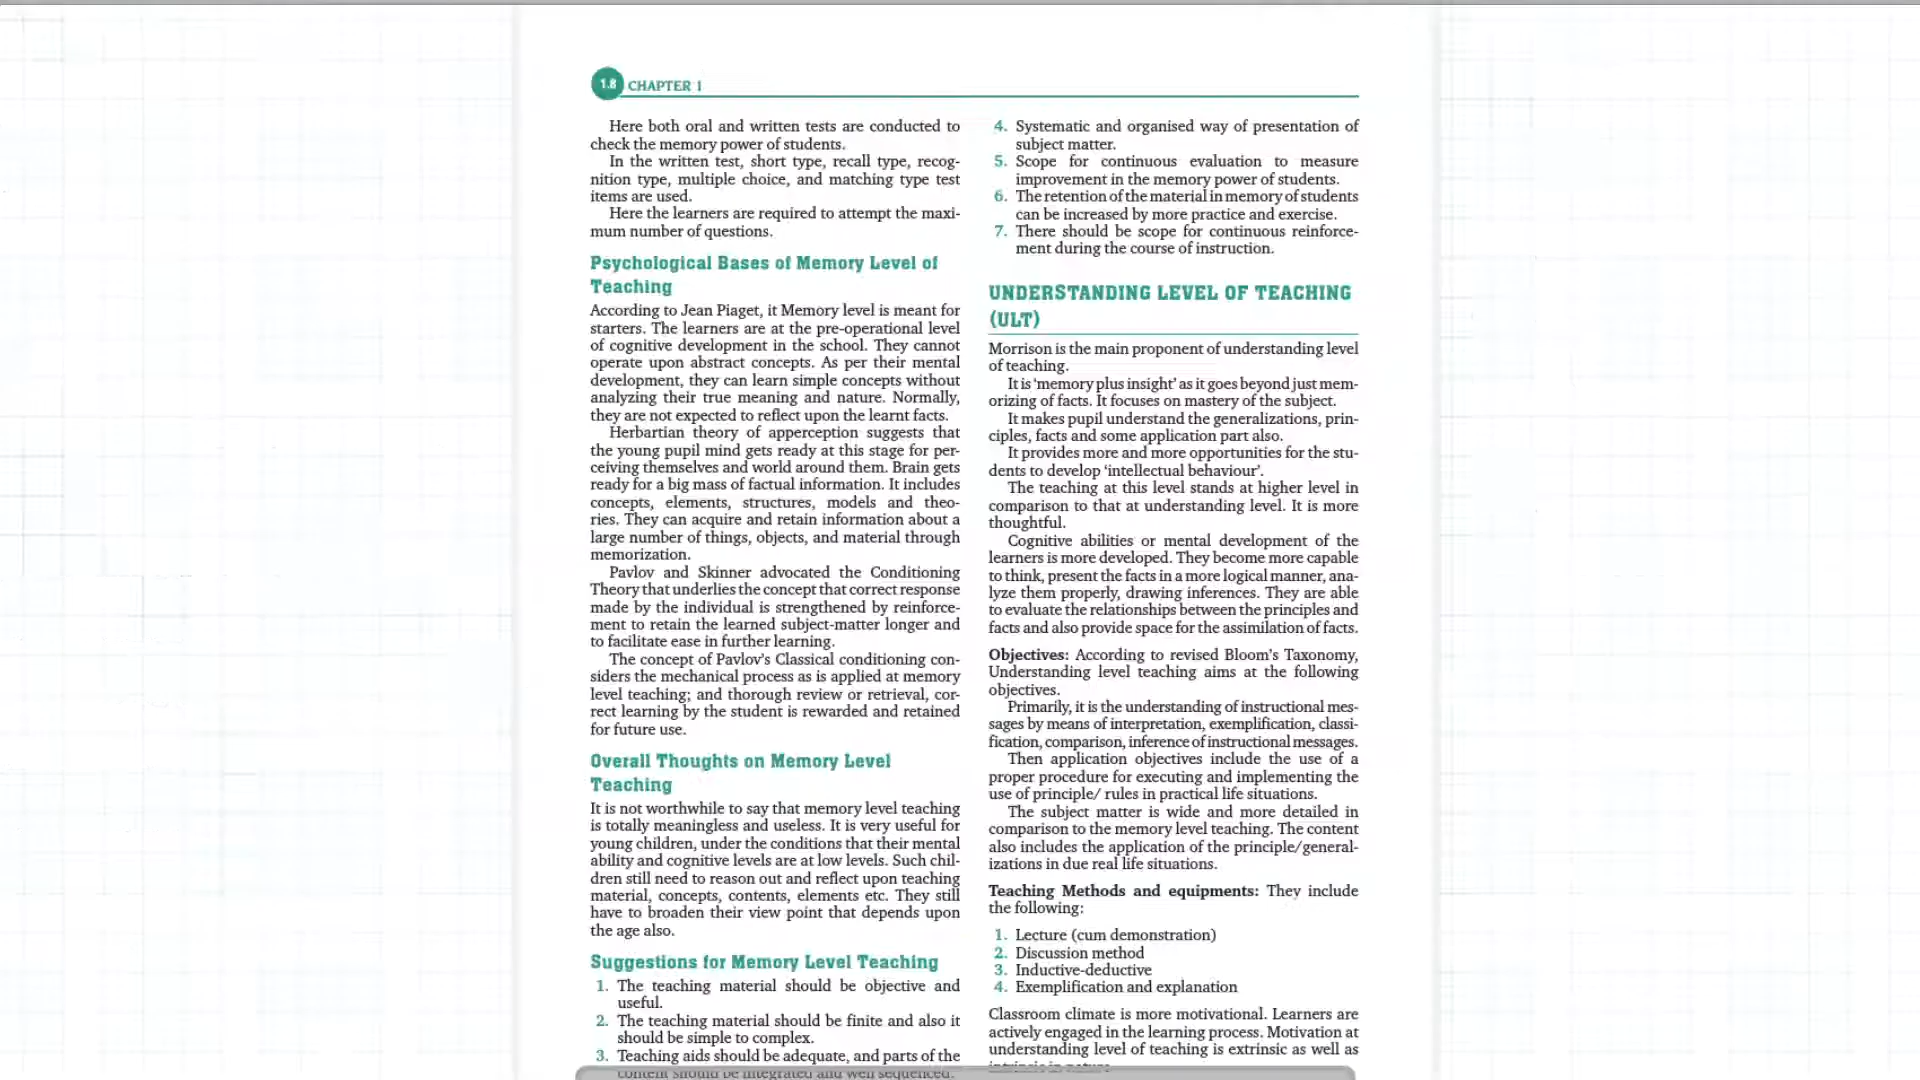 1.8 CHAPTER 1
Here both oral and written tests are conducted to
check the memory power of students.
In the written test, short type, recall type, recog-
nition type, multiple choice, and matching type test
items are used.
Here the learners are required to attempt the maxi-
mum number of questions.
Psychological Bases of Memory Level of
Teaching
According to Jean Piaget, it Memory level is meant for
starters. The learners are at the pre-operational level
of cognitive development in the school. They cannot
operate upon abstract concepts. As per their mental
development, they can learn simple concepts without
analyzing their true meaning and nature. Normally,
they are not expected to reflect upon the learnt facts.
Herbartian theory of apperception suggests that
the young pupil mind gets ready at this stage for per-
ceiving themselves and world around them. Brain gets
ready for a big mass of factual information. It includes
concepts, elements, structures, models and theo-
ries. They can acquire and retain information about a
large number of things, objects, and material through
memorization.
Pavlov and Skinner advocated the Conditioning
Theory that underlies the concept that correct response
made by the individual is strengthened by reinforce-
ment to retain the learned subject-matter longer and
to facilitate ease in further learning.
The concept of Pavlov's Classical conditioning con-
siders the mechanical process as is applied at memory
level teaching; and thorough review or retrieval, cor-
rect learning by the student is rewarded and retained
for future use.
Overall Thoughts on Memory Level
Teaching
It is not worthwhile to say that memory level teaching
is totally meaningless and useless. It is very useful for
young children, under the conditions that their mental
ability and cognitive levels are at low levels. Such chil-
dren still need to reason out and reflect upon teaching
material, concepts, contents, elements etc. They still
have to broaden their view point that depends upon
the age also.
Suggestions for Memory Level Teaching
1. The teaching material should be objective and
useful.
2. The teaching material should be finite and also it
should be simple to complex.
3. Teaching aids should be adequate, and parts of the
content should be integrated and well sequenced.
4. Systematic and organised way of presentation of
subject matter.
5. Scope for continuous evaluation to measure
improvement in the memory power of students.
6. The retention of the material in memory of students
can be increased by more practice and exercise.
7. There should be scope for continuous reinforce-
ment during the course of instruction.
UNDERSTANDING LEVEL OF TEACHING
(ULT)
Morrison is the main proponent of understanding level
of teaching.
It is 'memory plus insight' as it goes beyond just mem-
orizing of facts. It focuses on mastery of the subject.
It makes pupil understand the generalizations, prin-
ciples, facts and some application part also.
It provides more and more opportunities for the stu-
dents to develop 'intellectual behaviour'.
The teaching at this level stands at higher level in
comparison to that at understanding level. It is more
thoughtful.
Cognitive abilities or mental development of the
learners is more developed. They become more capable
to think, present the facts in a more logical manner, ana-
lyze them properly, drawing inferences. They are able
to evaluate the relationships between the principles and
facts and also provide space for the assimilation of facts.
Objectives: According to revised Bloom's Taxonomy,
Understanding level teaching aims at the following
objectives.
Primarily, it is the understanding of instructional mes-
sages by means of interpretation, exemplification, classi-
fication, comparison, inference of instructional messages.
Then application objectives include the use of a
proper procedure for executing and implementing the
use of principle/ rules in practical life situations.
The subject matter is wide and more detailed in
comparison to the memory level teaching. The content
also includes the application of the principle/general-
izations in due real life situations.
Teaching Methods and equipments: They include
the following:
1. Lecture (cum demonstration)
2. Discussion method
3. Inductive-deductive
4. Exemplification and explanation
Classroom climate is more motivational. Learners are
actively engaged in the learning process. Motivation at
understanding level of teaching is extrinsic as well as